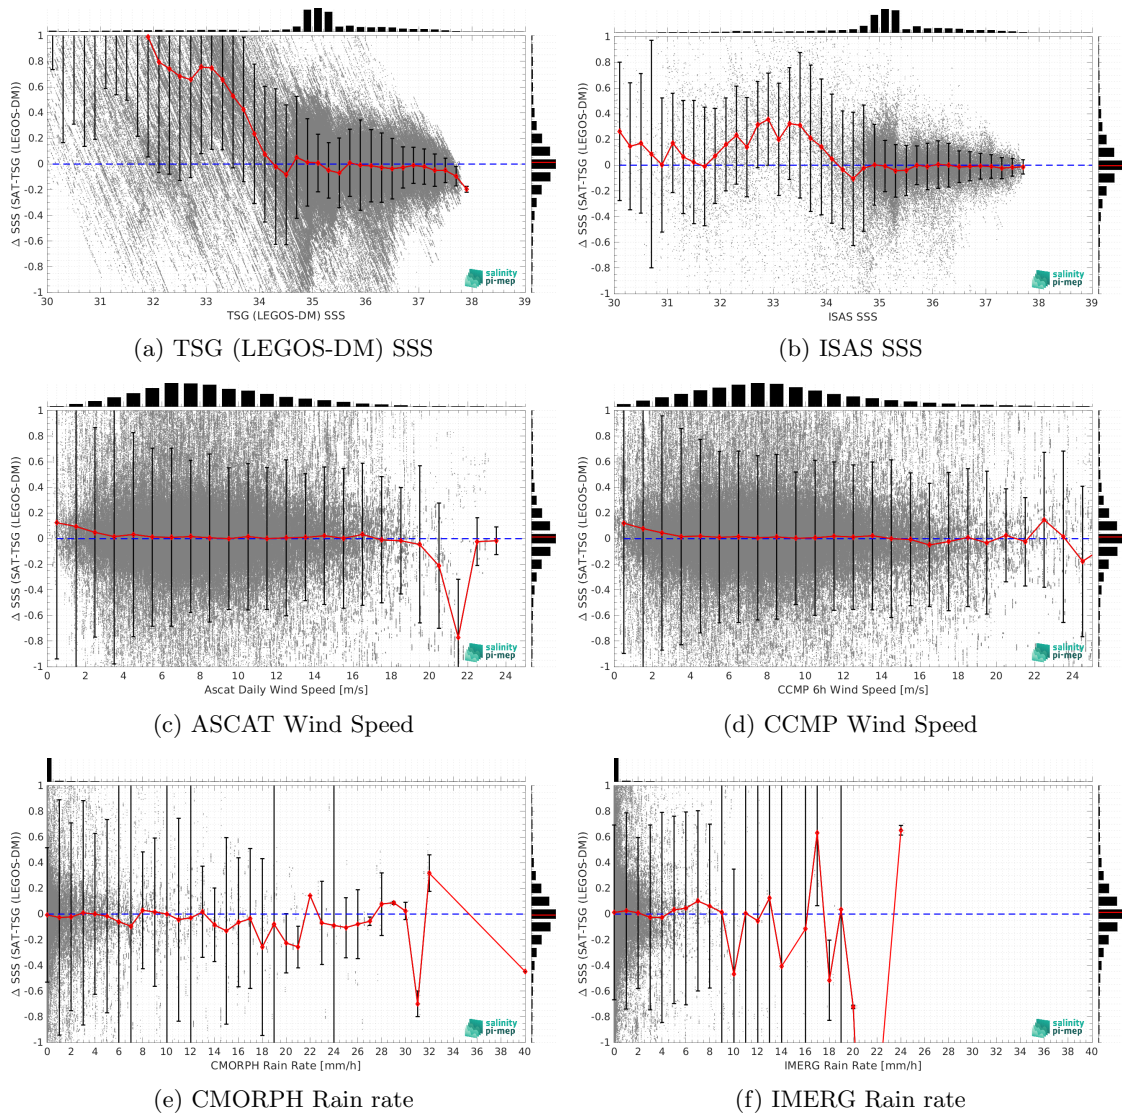 1
0.8
0.6
0.4
0.2
0
-0.2
-0.4
-0.6
-0.8
-1
Δ SSS (SAT-TSG (LEGOS-DM))
30 31 32 33 34 35 36 37 38 39
TSG (LEGOS-DM) SSS
salinity
pi-mep
(a) TSG (LEGOS-DM) SSS
1
0.8
0.6
0.4
0.2
0
-0.2
-0.4
-0.6
-0.8
-1
Δ SSS (SAT-TSG (LEGOS-DM))
30 31 32 33 34 35 36 37 38 39
ISAS SSS
salinity
pi-mep
(b) ISAS SSS
1
0.8
0.6
0.4
0.2
0
-0.2
-0.4
-0.6
-0.8
-1
Δ SSS (SAT-TSG (LEGOS-DM))
0 2 4 6 8 10 12 14 16 18 20 22 24
Ascat Daily Wind Speed [m/s]
salinity
pi-mep
(c) ASCAT Wind Speed
1
0.8
0.6
0.4
0.2
0
-0.2
-0.4
-0.6
-0.8
-1
Δ SSS (SAT-TSG (LEGOS-DM))
0 2 4 6 8 10 12 14 16 18 20 22 24
CCMP 6h Wind Speed [m/s]
salinity
pi-mep
(d) CCMP Wind Speed
1
0.8
0.6
0.4
0.2
0
-0.2
-0.4
-0.6
-0.8
-1
Δ SSS (SAT-TSG (LEGOS-DM))
0 2 4 6 8 10 12 14 16 18 20 22 24 26 28 30 32 34 36 38 40
CMORPH Rain Rate [mm/h]
salinity
pi-mep
(e) CMORPH Rain rate
1
0.8
0.6
0.4
0.2
0
-0.2
-0.4
-0.6
-0.8
-1
Δ SSS (SAT-TSG (LEGOS-DM))
0 2 4 6 8 10 12 14 16 18 20 22 24 26 28 30 32 34 36 38 40
IMERG Rain Rate [mm/h]
salinity
pi-mep
(f) IMERG Rain rate